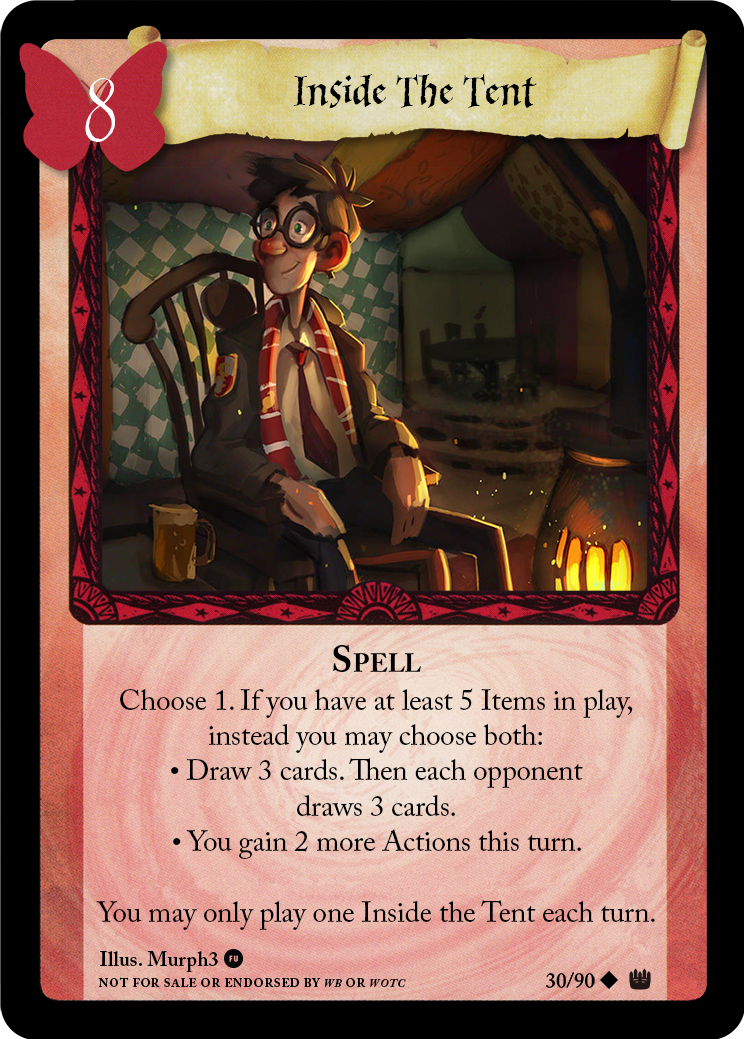 8
Inside The Tent
Spell
Choose 1. If you have at least 5 Items in play,
instead you may choose both:
• Draw 3 cards. Then each opponent
draws 3 cards.
• You gain 2 more Actions this turn.
You may only play one Inside the Tent each turn.
Illus. Murph3 FU
NOT FOR SALE OR ENDORSED BY WB OR WOTC
30/90